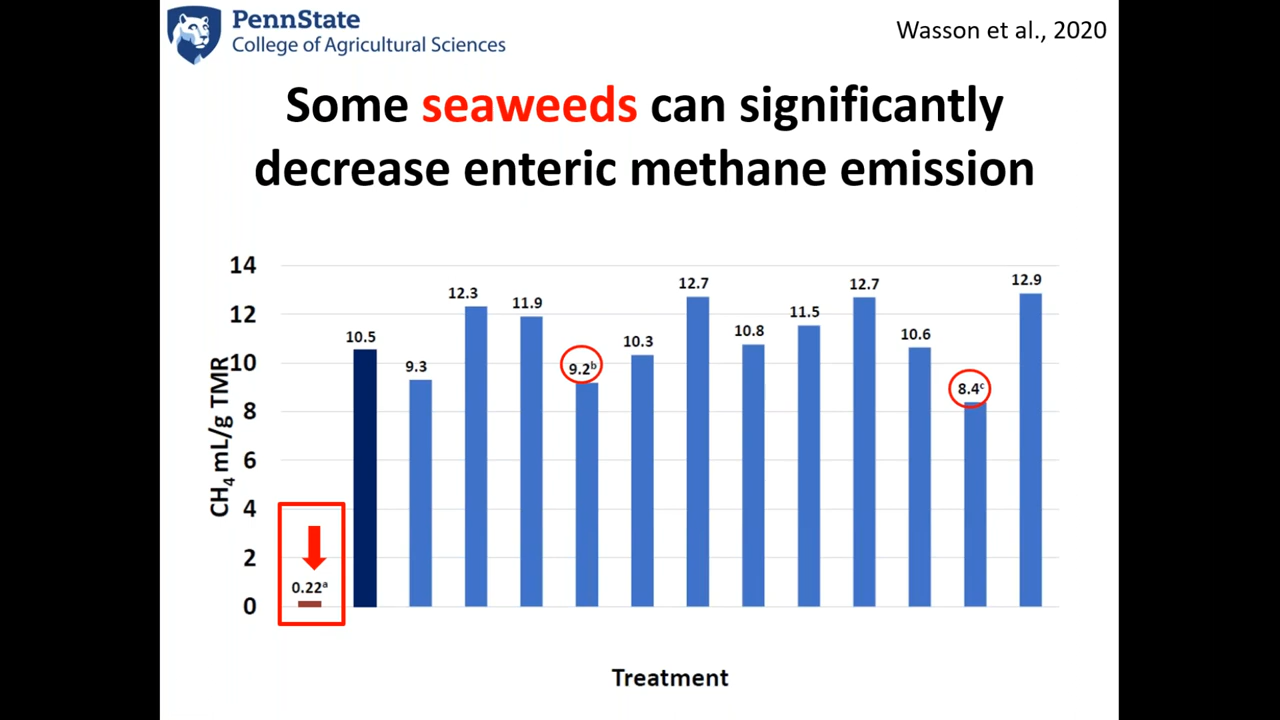 PennState
College of Agricultural Sciences
Wasson et al., 2020
Some seaweeds can significantly
decrease enteric methane emission
CH₄ mL/g TMR
14
12
10
8
6
4
2
0
0.22ᵃ
10.5
9.3
12.3
11.9
9.2ᵇ
10.3
12.7
10.8
11.5
12.7
10.6
8.4ᶜ
12.9
Treatment